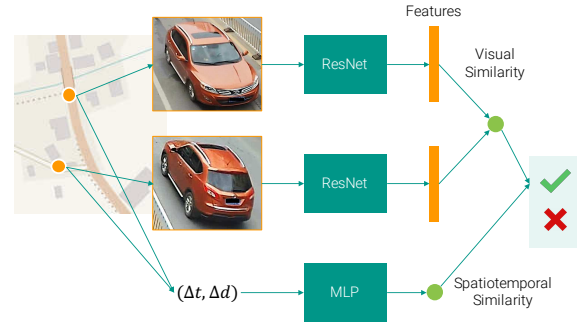 Features
ResNet
Visual
Similarity
ResNet
(Δt, Δd)
MLP
Spatiotemporal
Similarity